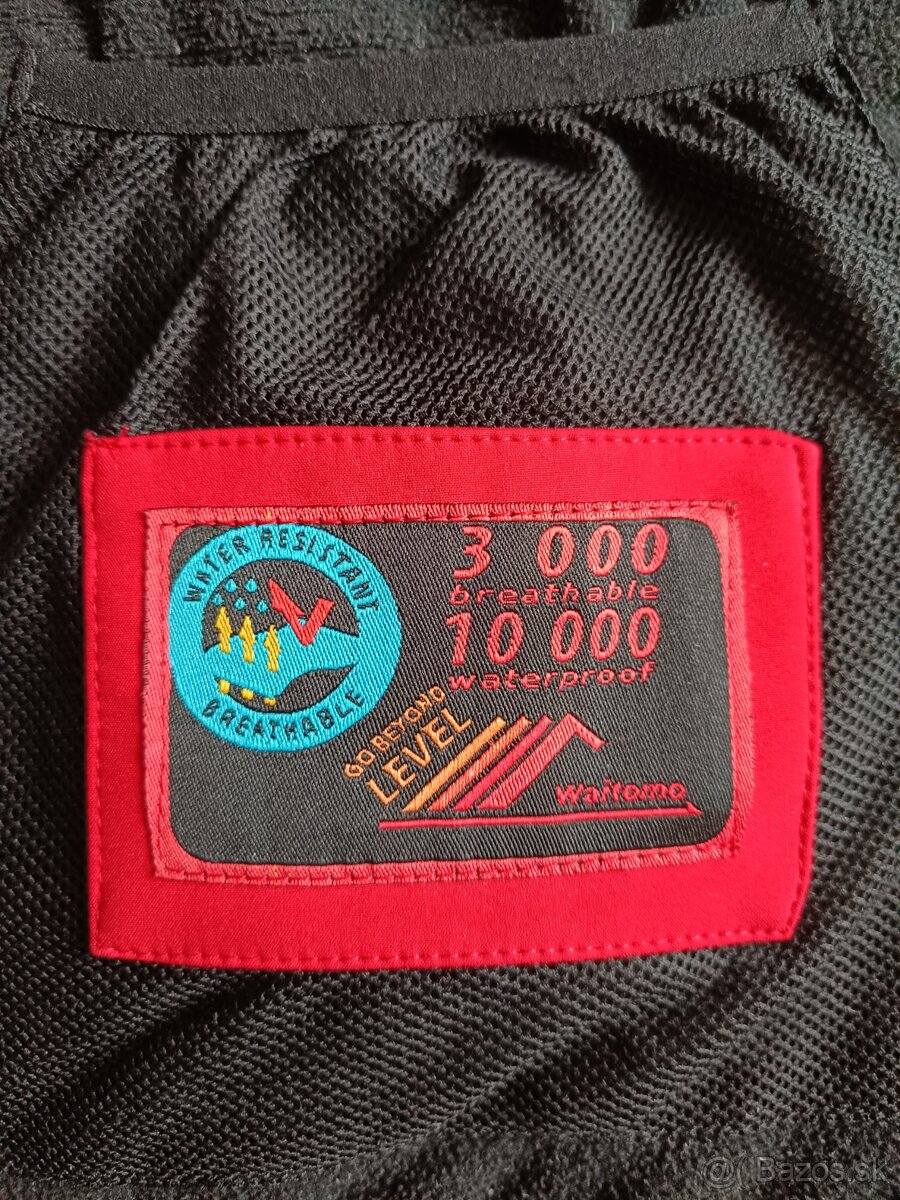 WATER RESISTANT
BREATHABLE
3 000
breathable
10 000
waterproof
GO BEYOND
LEVEL
Waitomo
@ Bazos.sk